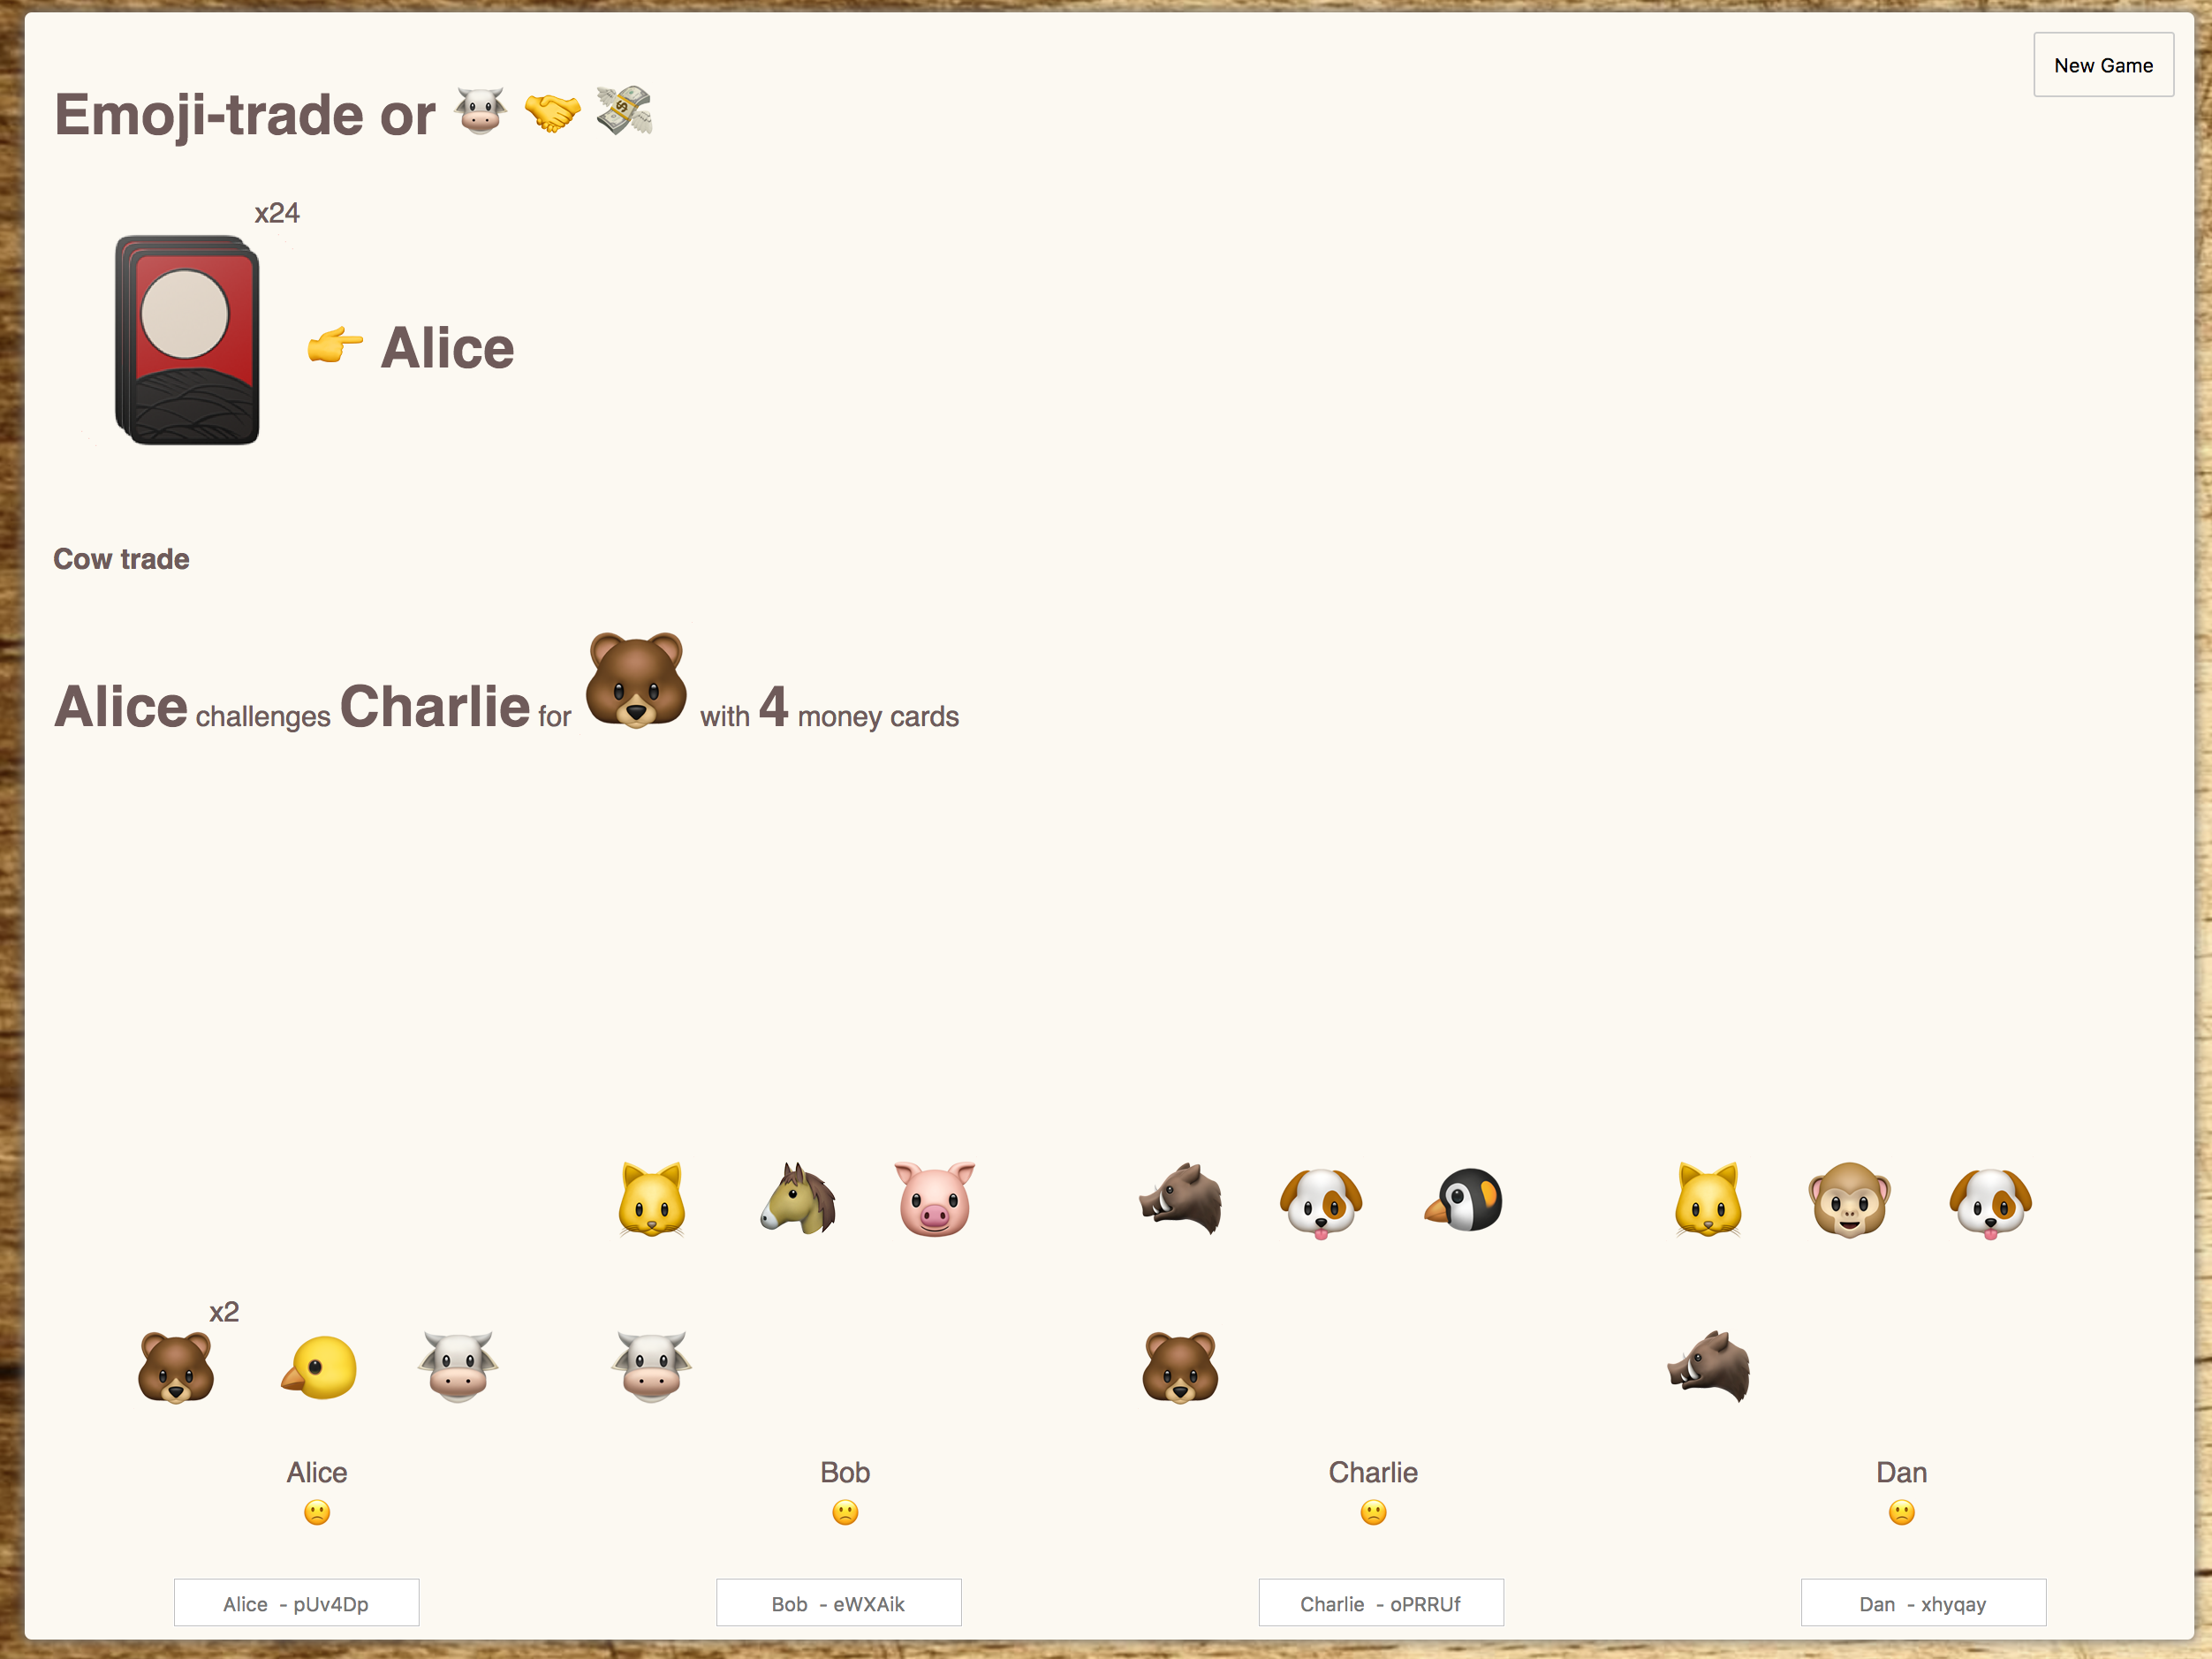 New Game
Emoji-trade or
x24
Alice
Cow trade
Alice challenges Charlie for with 4 money cards
x2
Alice Bob Charlie Dan
Alice - pUv4Dp Bob - eWXAik Charlie - oPRRUf Dan - xhyqay